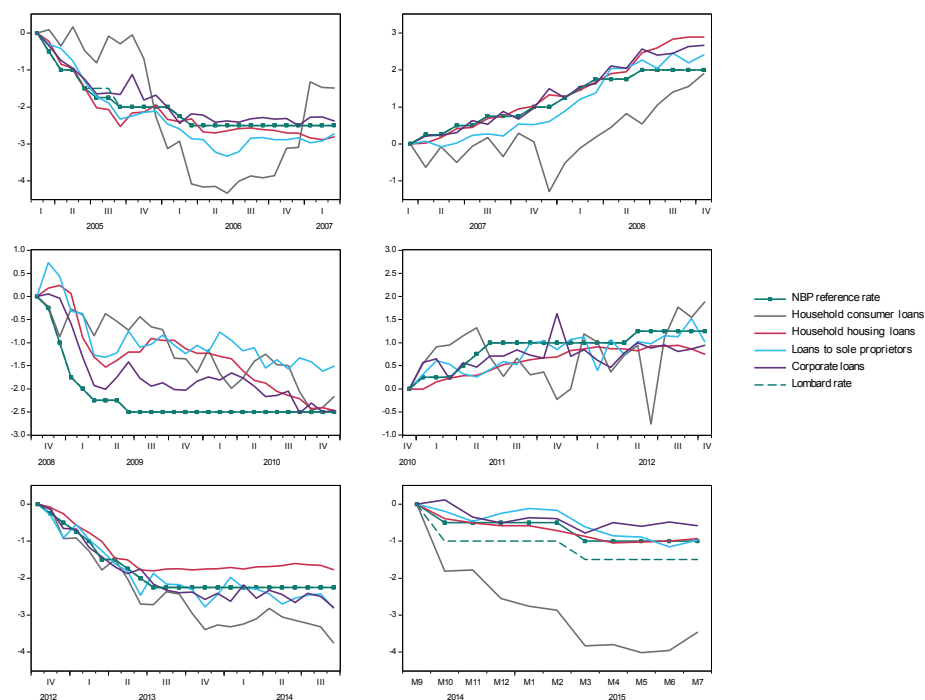 0
-1
-2
-3
-4
I II III IV I II III IV I
2005 2006 2007
3
2
1
0
-1
I II III IV I II III IV
2007 2008
1.0
0.5
0.0
-0.5
-1.0
-1.5
-2.0
-2.5
-3.0
IV I II III IV I II III IV
2008 2009 2010
3.0
2.5
2.0
1.5
1.0
0.5
0.0
-0.5
-1.0
IV I II III IV I II III IV
2010 2011 2012
NBP reference rate
Household consumer loans
Household housing loans
Loans to sole proprietors
Corporate loans
Lombard rate
0
-1
-2
-3
-4
IV I II III IV I II III
2012 2013 2014
0
-1
-2
-3
-4
M9 M10 M11 M12 M1 M2 M3 M4 M5 M6 M7
2014 2015